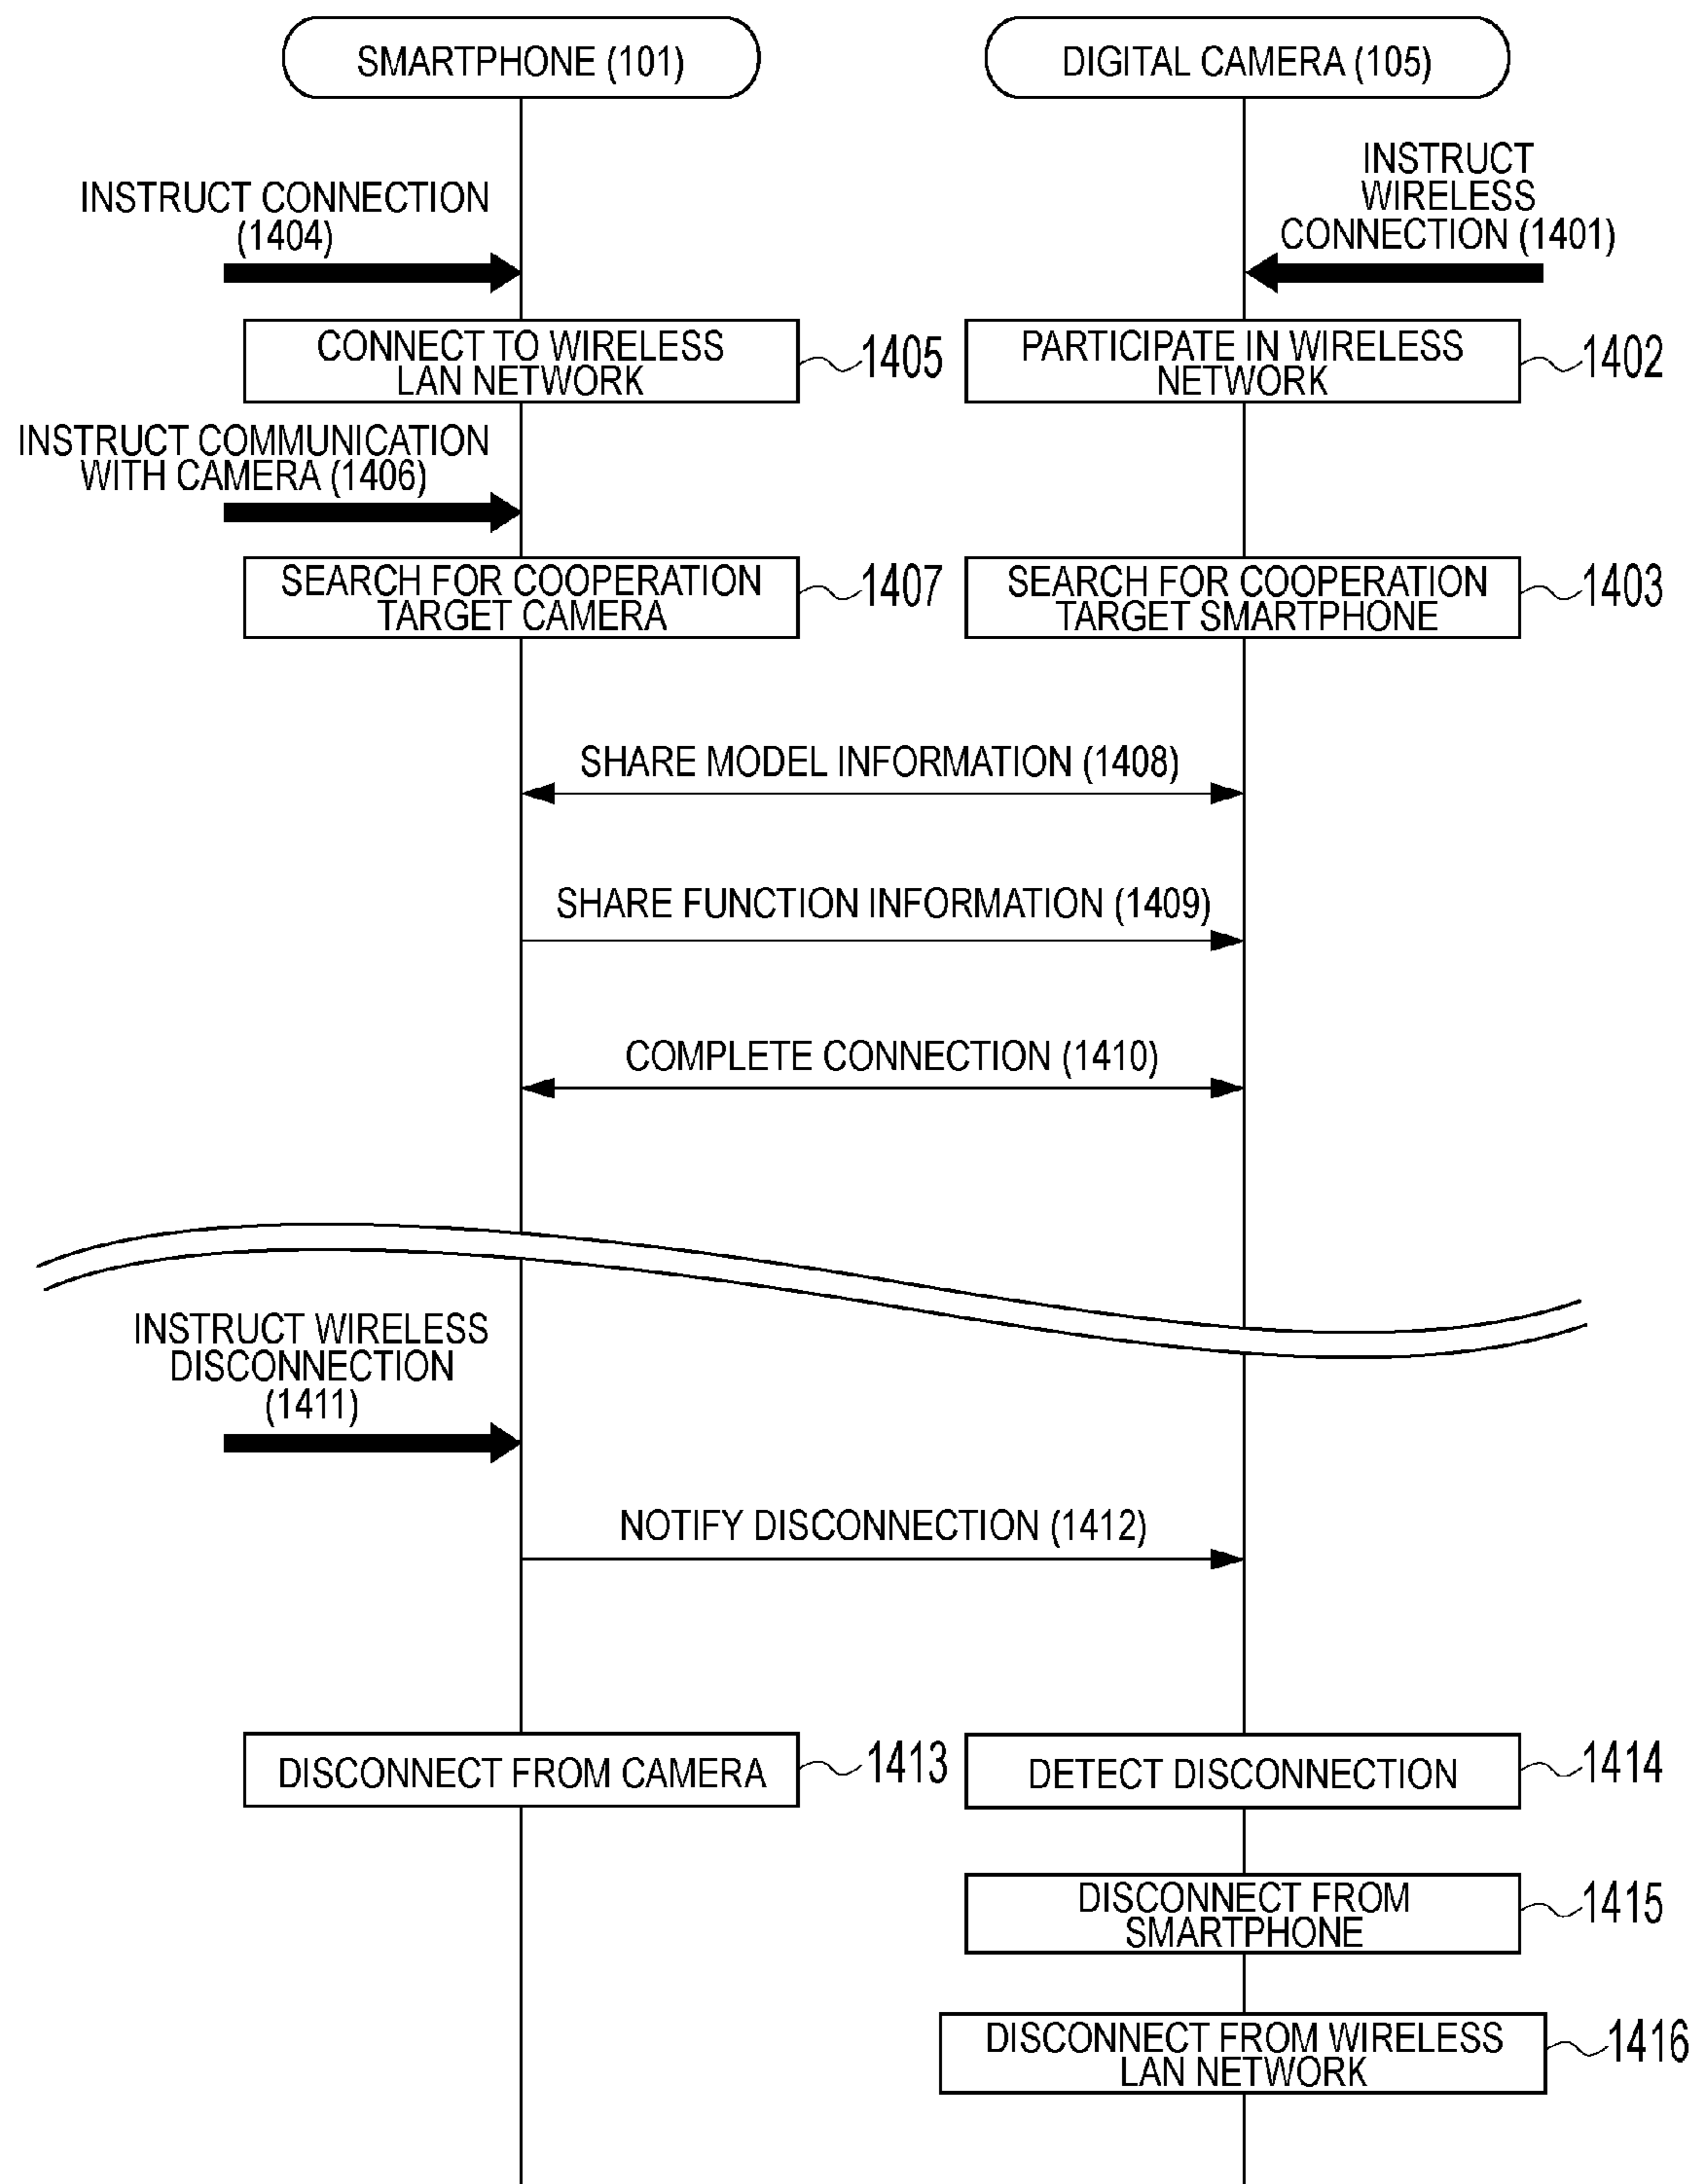 SMARTPHONE (101)
DIGITAL CAMERA (105)
INSTRUCT CONNECTION
(1404)
INSTRUCT
WIRELESS
CONNECTION (1401)
CONNECT TO WIRELESS
LAN NETWORK
1405
PARTICIPATE IN WIRELESS
NETWORK
1402
INSTRUCT COMMUNICATION
WITH CAMERA (1406)
SEARCH FOR COOPERATION
TARGET CAMERA
1407
SEARCH FOR COOPERATION
TARGET SMARTPHONE
1403
SHARE MODEL INFORMATION (1408)
SHARE FUNCTION INFORMATION (1409)
COMPLETE CONNECTION (1410)
INSTRUCT WIRELESS
DISCONNECTION
(1411)
NOTIFY DISCONNECTION (1412)
DISCONNECT FROM CAMERA
1413
DETECT DISCONNECTION
1414
DISCONNECT FROM
SMARTPHONE
1415
DISCONNECT FROM WIRELESS
LAN NETWORK
1416